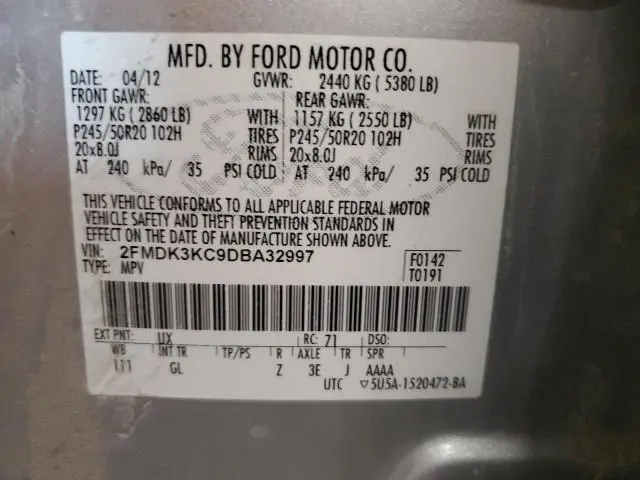 MFD. BY FORD MOTOR CO.
DATE: 04/12 GVWR: 2440 KG ( 5380 LB)
FRONT GAWR: REAR GAWR:
1297 KG ( 2860 LB) WITH 1157 KG ( 2550 LB) WITH
P245/50R20 102H TIRES P245/50R20 102H TIRES
20x8.0J RIMS 20x8.0J RIMS
AT 240 kPa/ 35 PSI COLD AT 240 kPa/ 35 PSI COLD
THIS VEHICLE CONFORMS TO ALL APPLICABLE FEDERAL MOTOR
VEHICLE SAFETY AND THEFT PREVENTION STANDARDS IN
EFFECT ON THE DATE OF MANUFACTURE SHOWN ABOVE.
VIN: 2FMDK3KC9DBA32997 F0142
TYPE: MPV T0191
EXT PNT: UX RC: 71 DSO:
WB INT TR TP/PS R AXLE TR SPR
111 GL Z 3E J AAAA
UTC ▽5U5A-1520472-BA